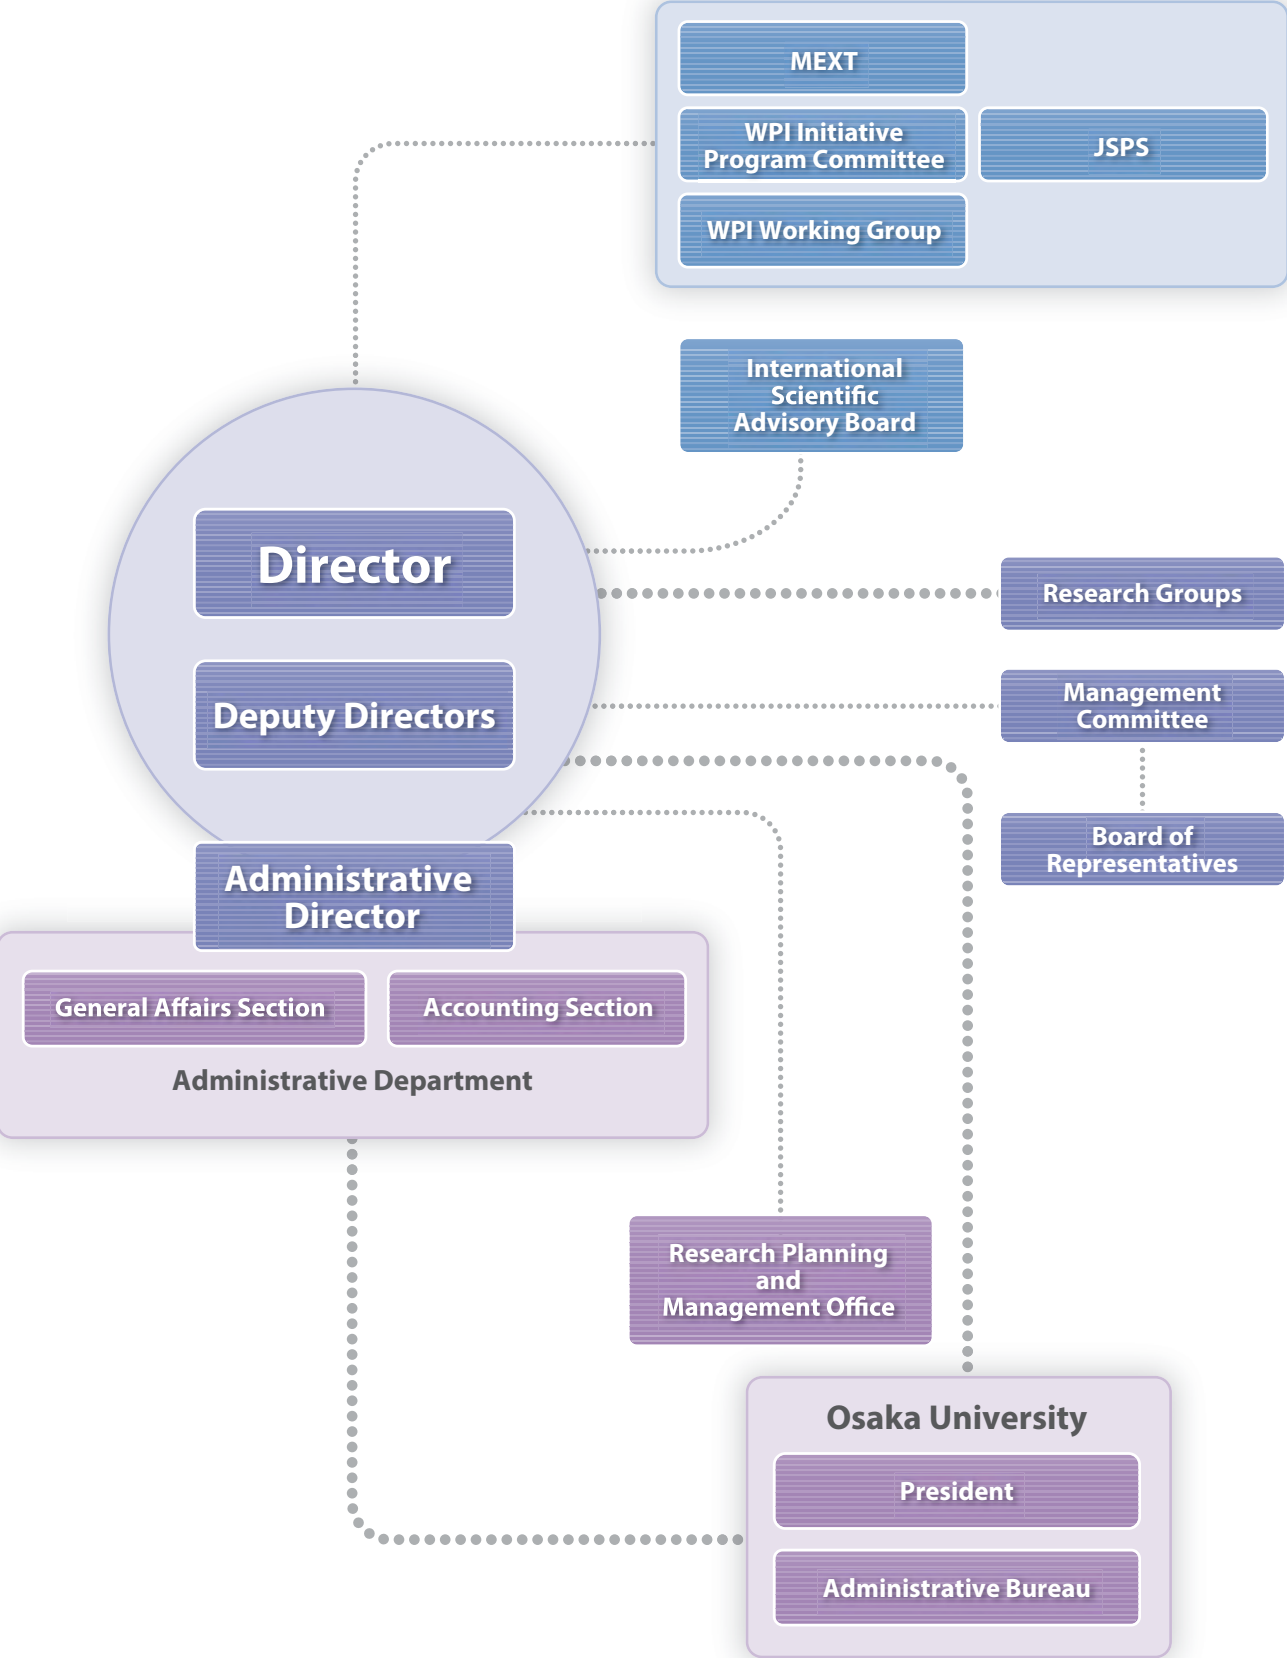 MEXT
WPI Initiative
Program Committee
JSPS
WPI Working Group
International
Scientific
Advisory Board
Director
Research Groups
Deputy Directors
Management
Committee
Board of
Representatives
Administrative
Director
General Affairs Section
Accounting Section
Administrative Department
Research Planning
and
Management Office
Osaka University
President
Administrative Bureau